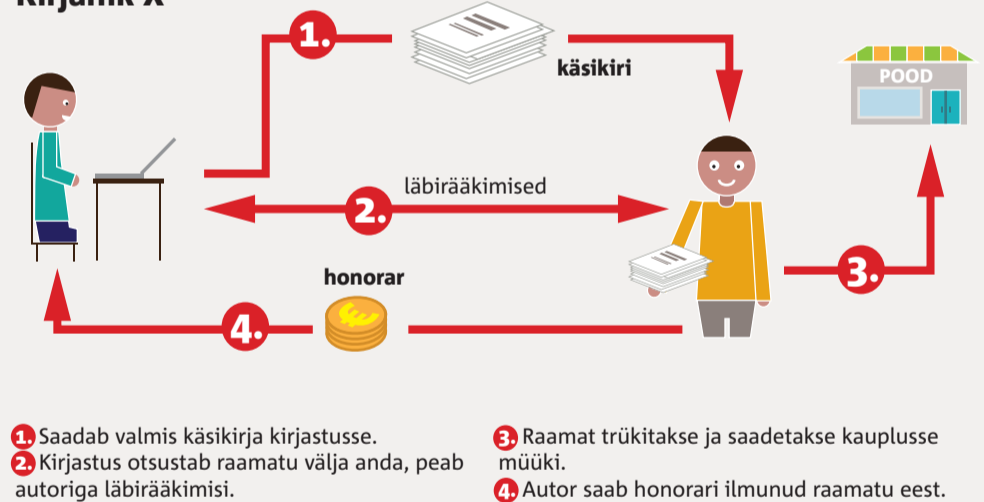 Kirjanik X
1.
käsikiri
POOD
läbirääkimised
2.
honorar
3.
4.
1. Saadab valmis käsikirja kirjastusse.
2. Kirjastus otsustab raamatu välja anda, peab
autoriga läbirääkimisi.
3. Raamat trükitakse ja saadetakse kauplusse
müüki.
4. Autor saab honorari ilmunud raamatu eest.